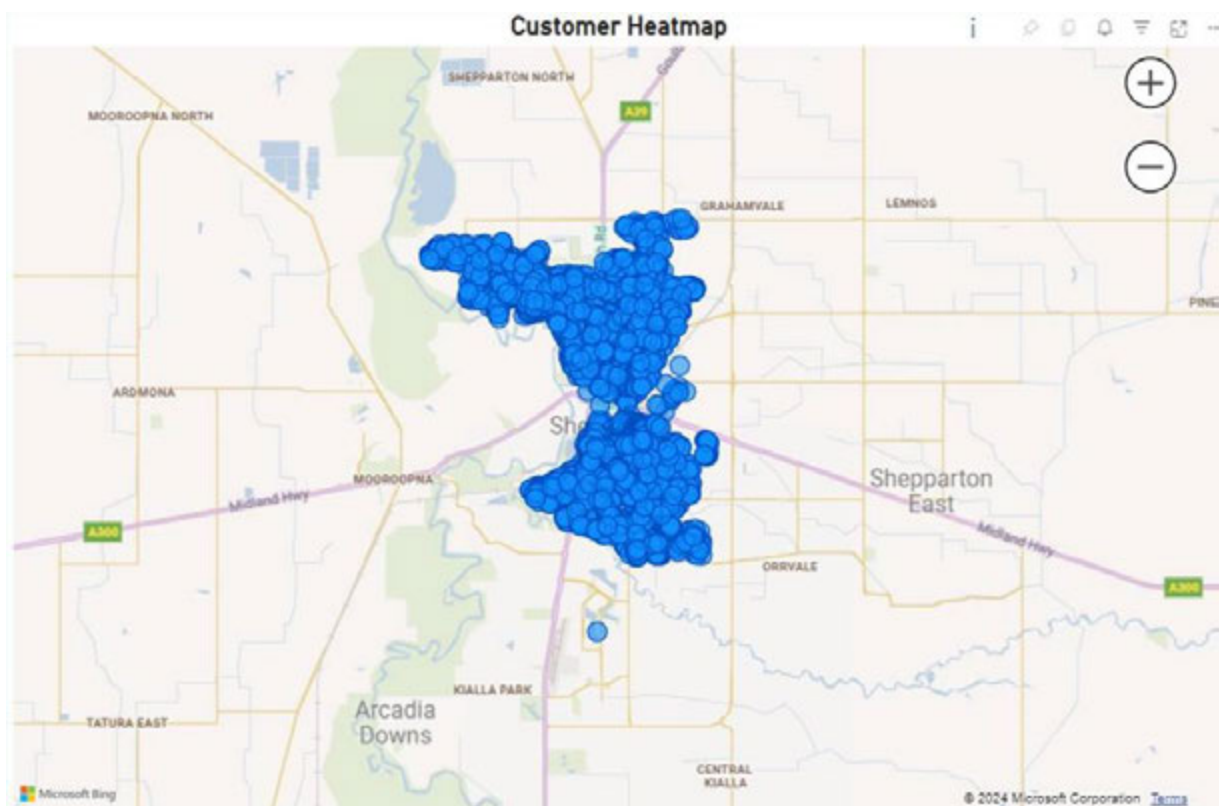 Customer Heatmap
SHEPPARTON NORTH
A39
MOOROOPNA NORTH
GRAHAMVALE
LEMNOS
ARDMONA
MOOROOPNA
Shepparton
East
Midland Hwy
A300
Midland Hwy
ORRVALE
A300
KIALLA PARK
Arcadia
Downs
TATURA EAST
CENTRAL
KIALLA
Microsoft Bing
© 2024 Microsoft Corporation Terms